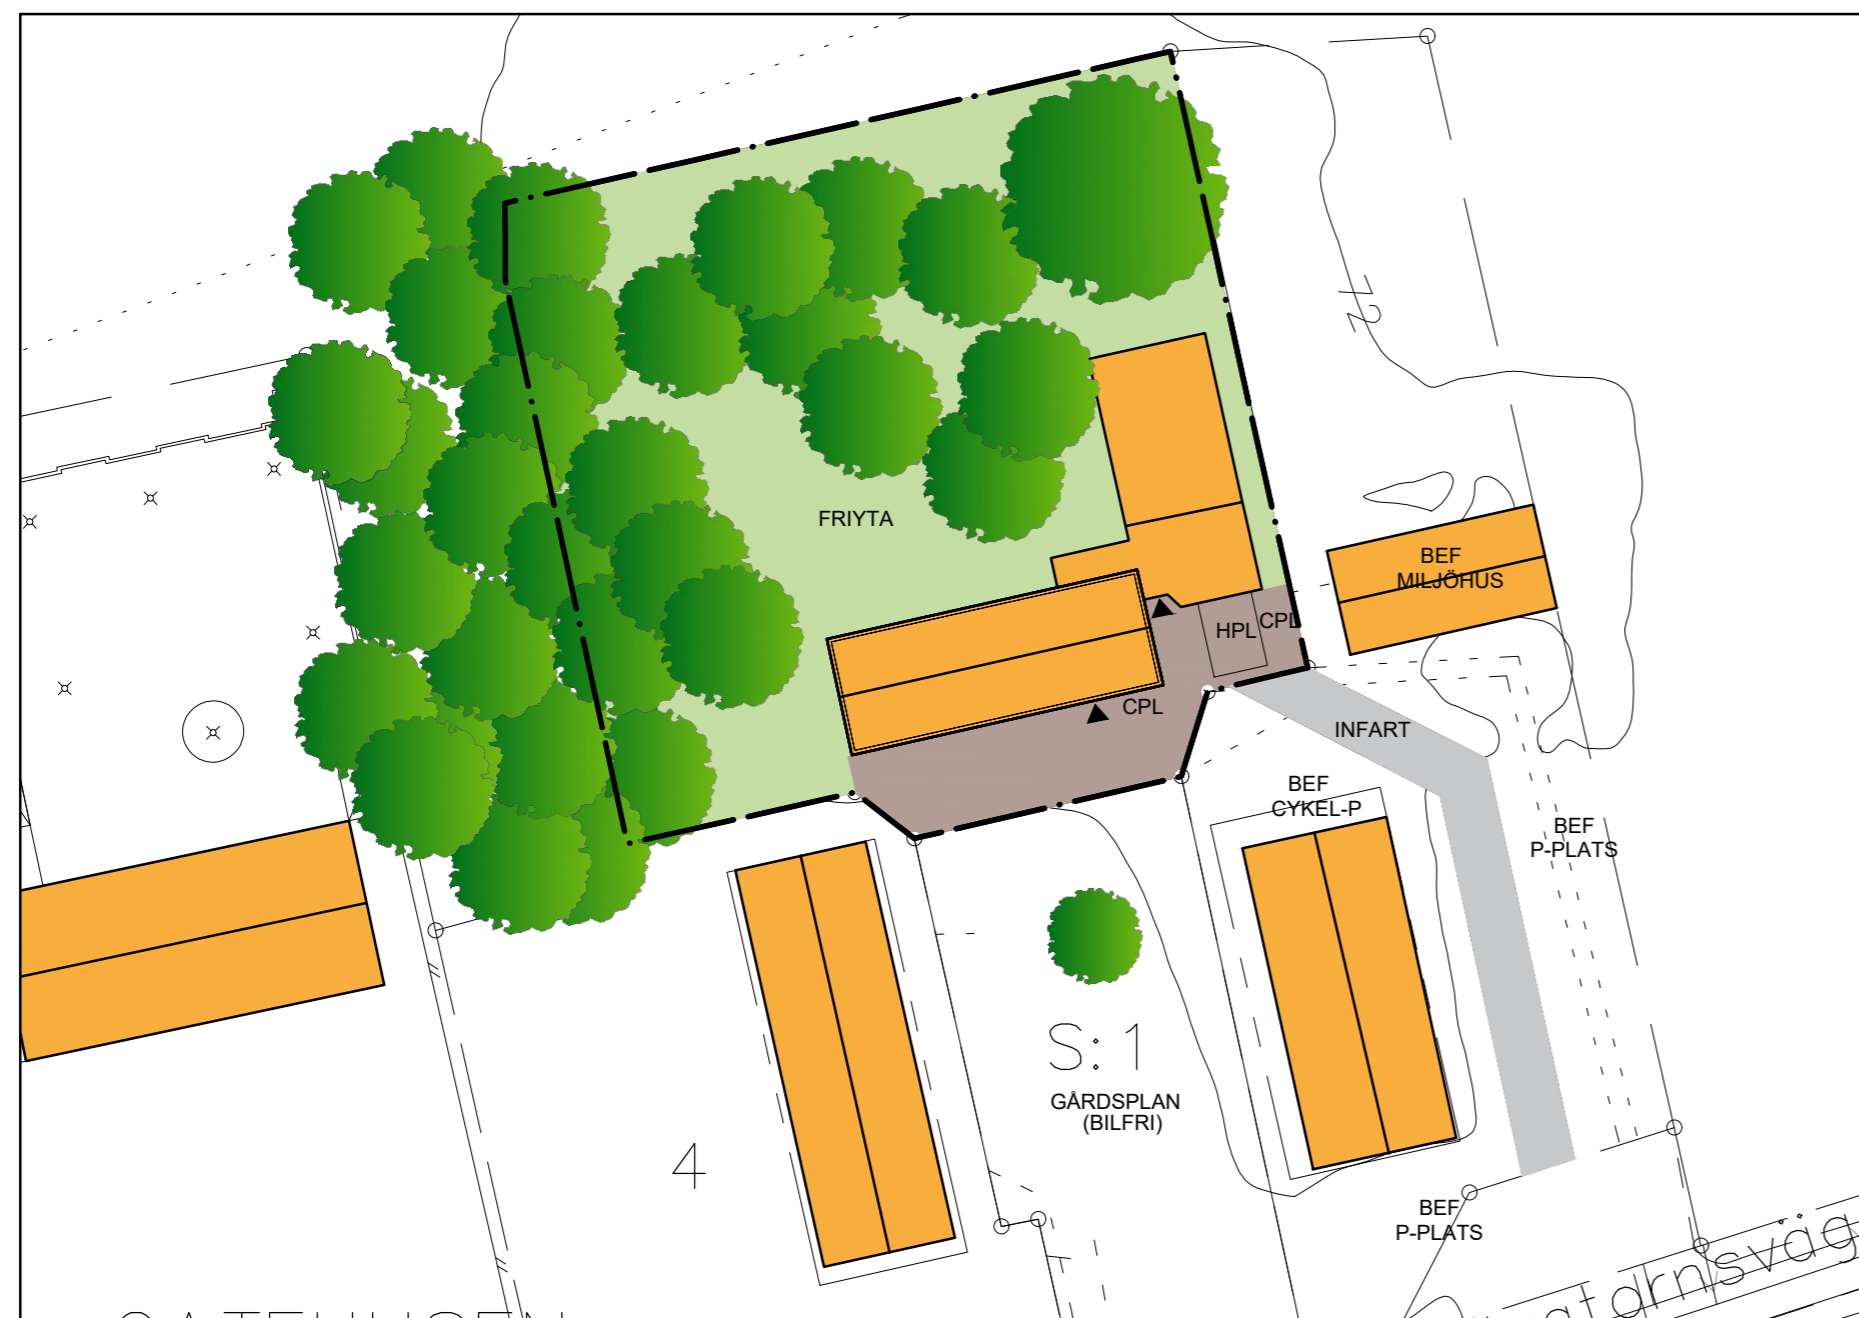 72
FRIYTA
BEF
MILJÖHUS
HPL
CPL
CPL
INFART
BEF
CYKEL-P
BEF
P-PLATS
S:1
GÅRDSPLAN
(BILFRI)
4
BEF
P-PLATS